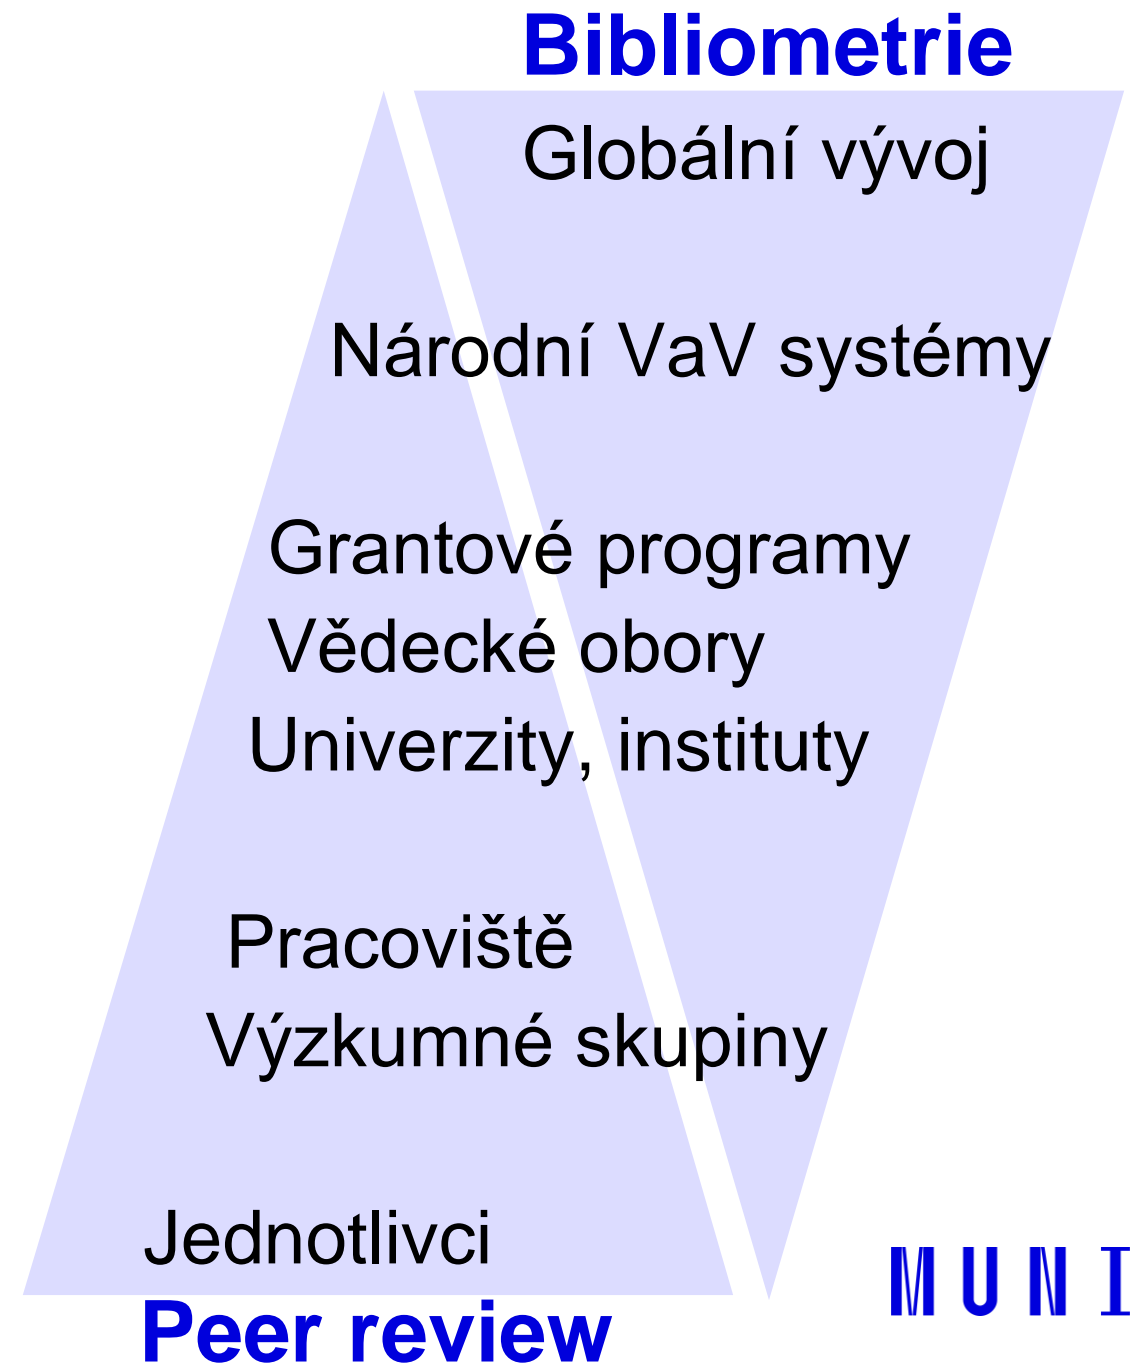 Bibliometrie
Globální vývoj
Národní VaV systémy
Grantové programy
Vědecké obory
Univerzity, instituty
Pracoviště
Výzkumné skupiny
Jednotlivci
Peer review
MUNI